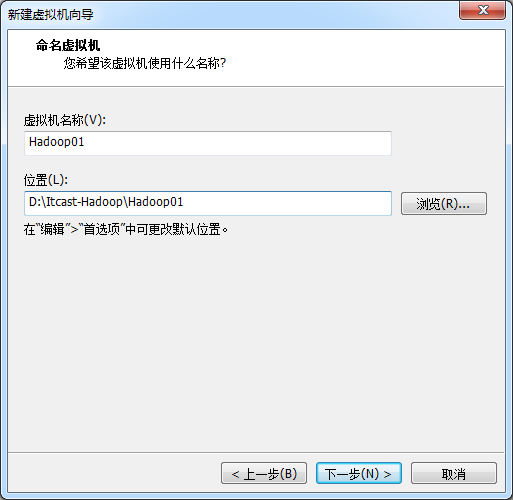 新建虚拟机向导
命名虚拟机
您希望该虚拟机使用什么名称?
虚拟机名称(V):
Hadoop01
位置(L):
D:\Itcast-Hadoop\Hadoop01
浏览(R)...
在“编辑”>“首选项”中可更改默认位置。
< 上一步(B)
下一步(N) >
取消